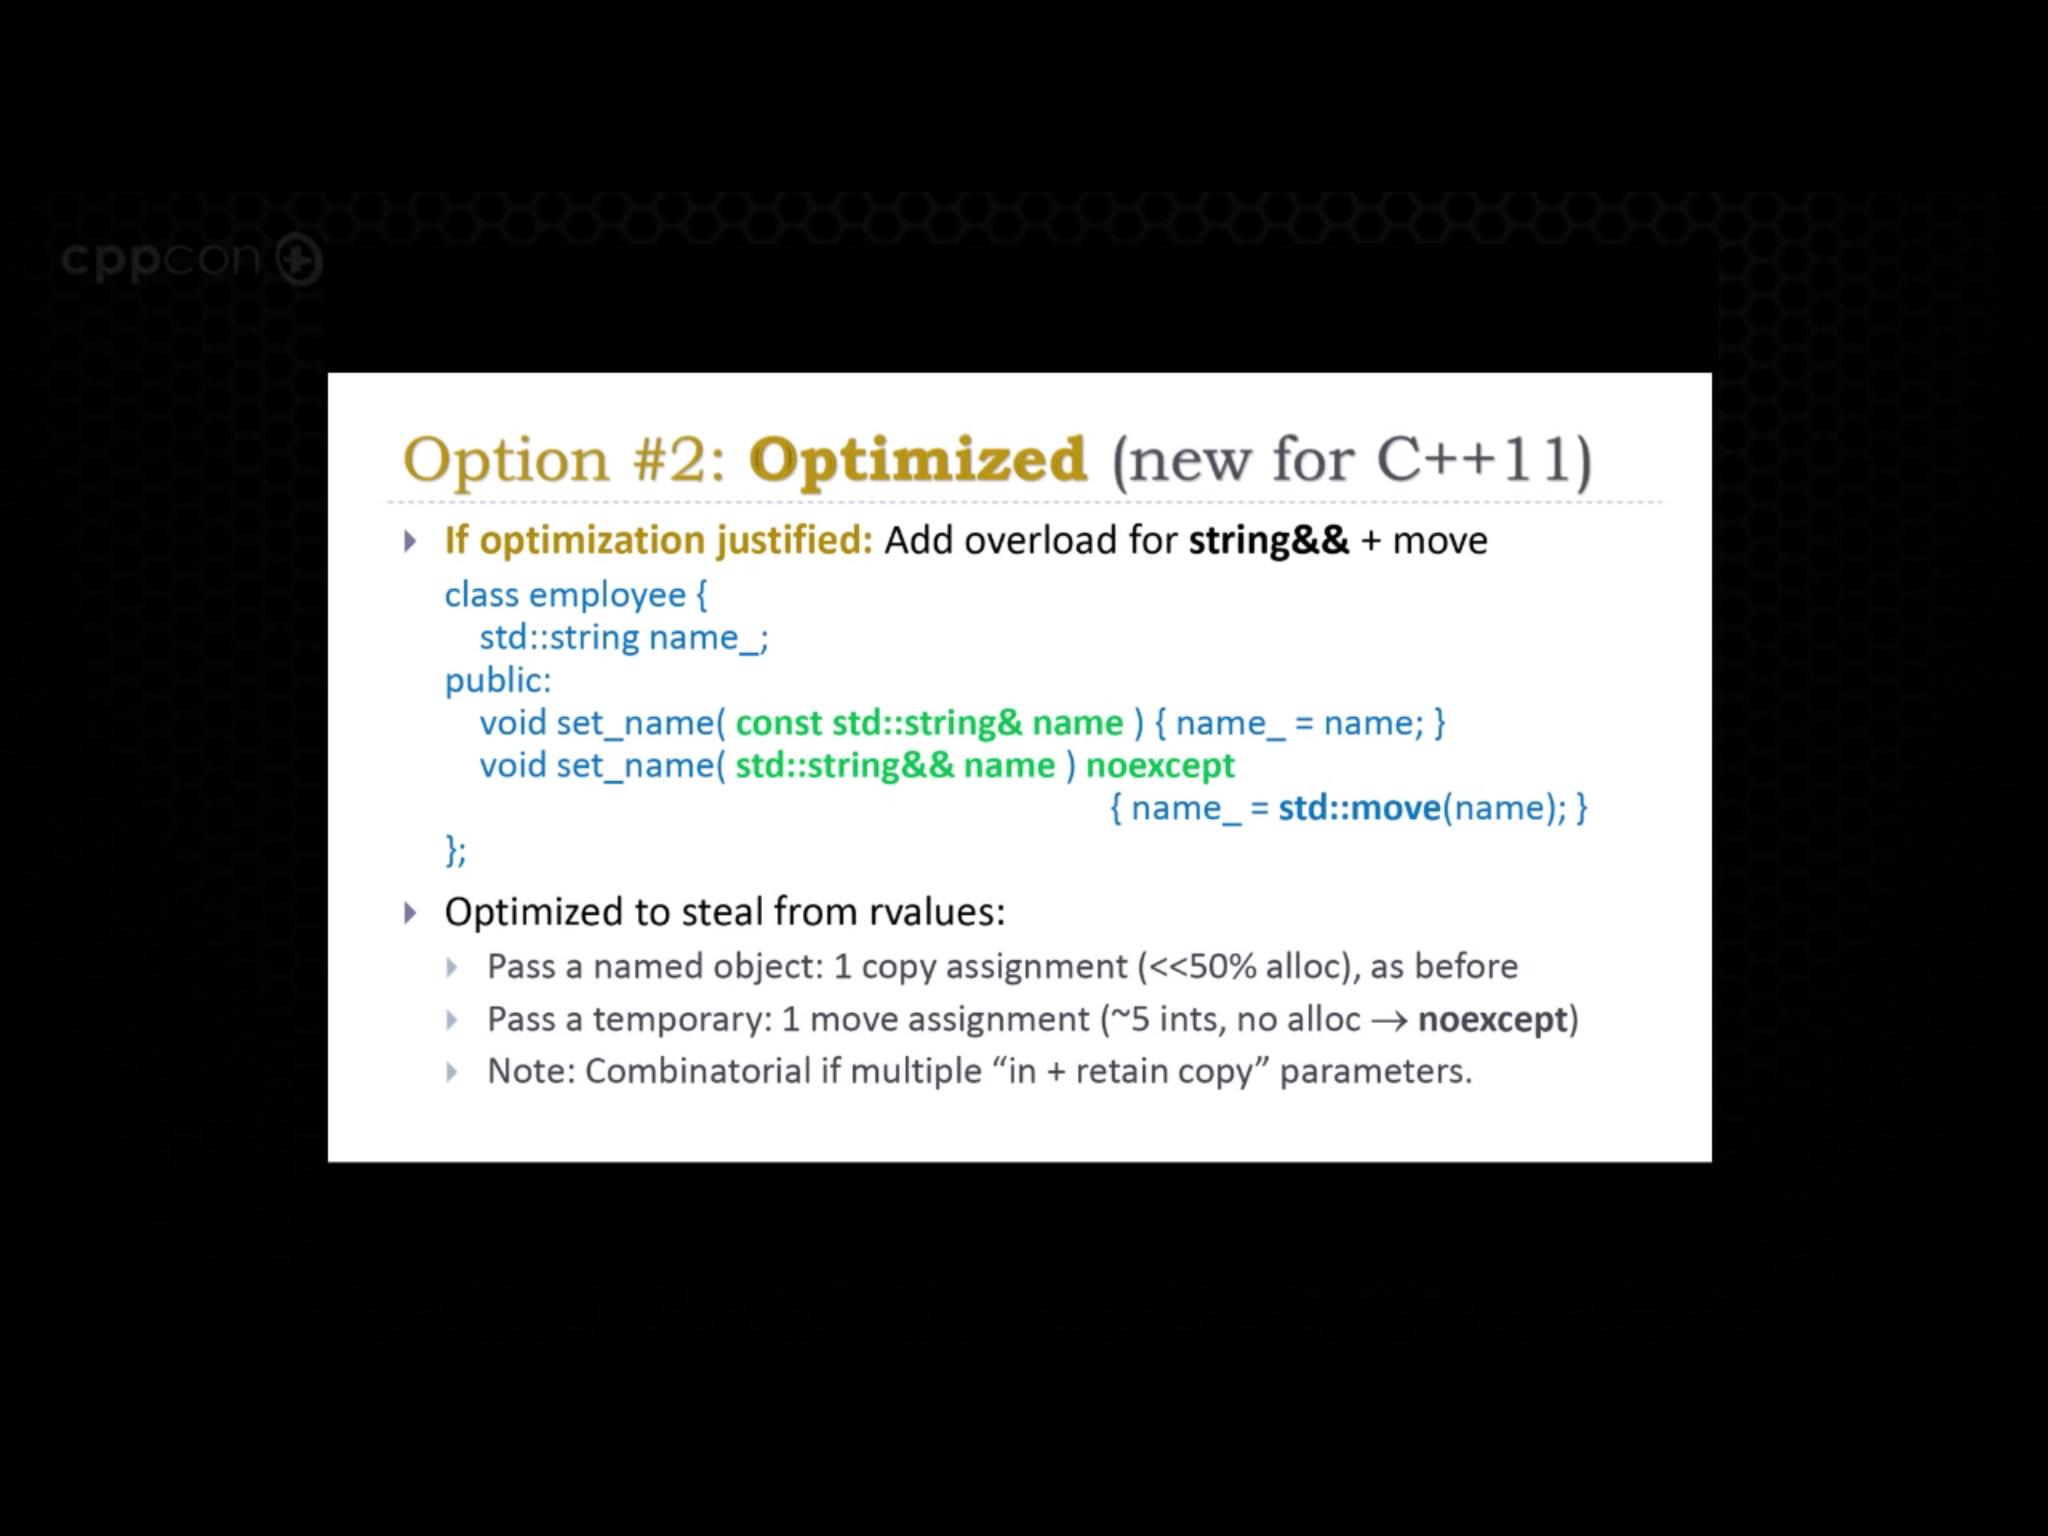 cppcon
Option #2: Optimized (new for C++11)
If optimization justified: Add overload for string&& + move
class employee {
std::string name_;
public:
void set_name( const std::string& name ) { name_ = name; }
void set_name( std::string&& name ) noexcept
{ name_ = std::move(name); }
};
Optimized to steal from rvalues:
Pass a named object: 1 copy assignment (<<50% alloc), as before
Pass a temporary: 1 move assignment (~5 ints, no alloc → noexcept)
Note: Combinatorial if multiple “in + retain copy” parameters.